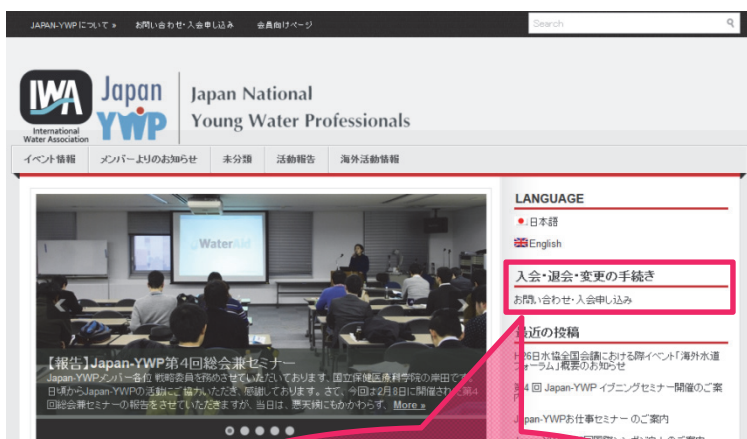 JAPAN-YWPについて » お問い合わせ・入会申し込み 会員向けページ
Search
IWA
International
Water Association
Japan
YWP
Japan National
Young Water Professionals
イベント情報 メンバーよりのお知らせ 未分類 活動報告 海外活動情報
WaterAid
【報告】Japan-YWP第4回総会兼セミナー
Japan-YWPメンバー各位 戦略委員を務めさせていただいております、国立保健医療科学院の岸田です。
日頃からJapan-YWPの活動にご協力いただき、感謝しております。さて、今回は2月8日に開催された第4
回総会兼セミナーの報告をさせていただきますが、当日は、悪天候にもかかわらず、 More »
LANGUAGE
日本語
English
入会・退会・変更の手続き
お問い合わせ・入会申し込み
最近の投稿
H26日水協全国会議における際イベント「海外水道
フォーラム」概要のお知らせ
第4回 Japan-YWP イブニングセミナー開催のご案
内
Japan-YWPお仕事セミナー のご案内